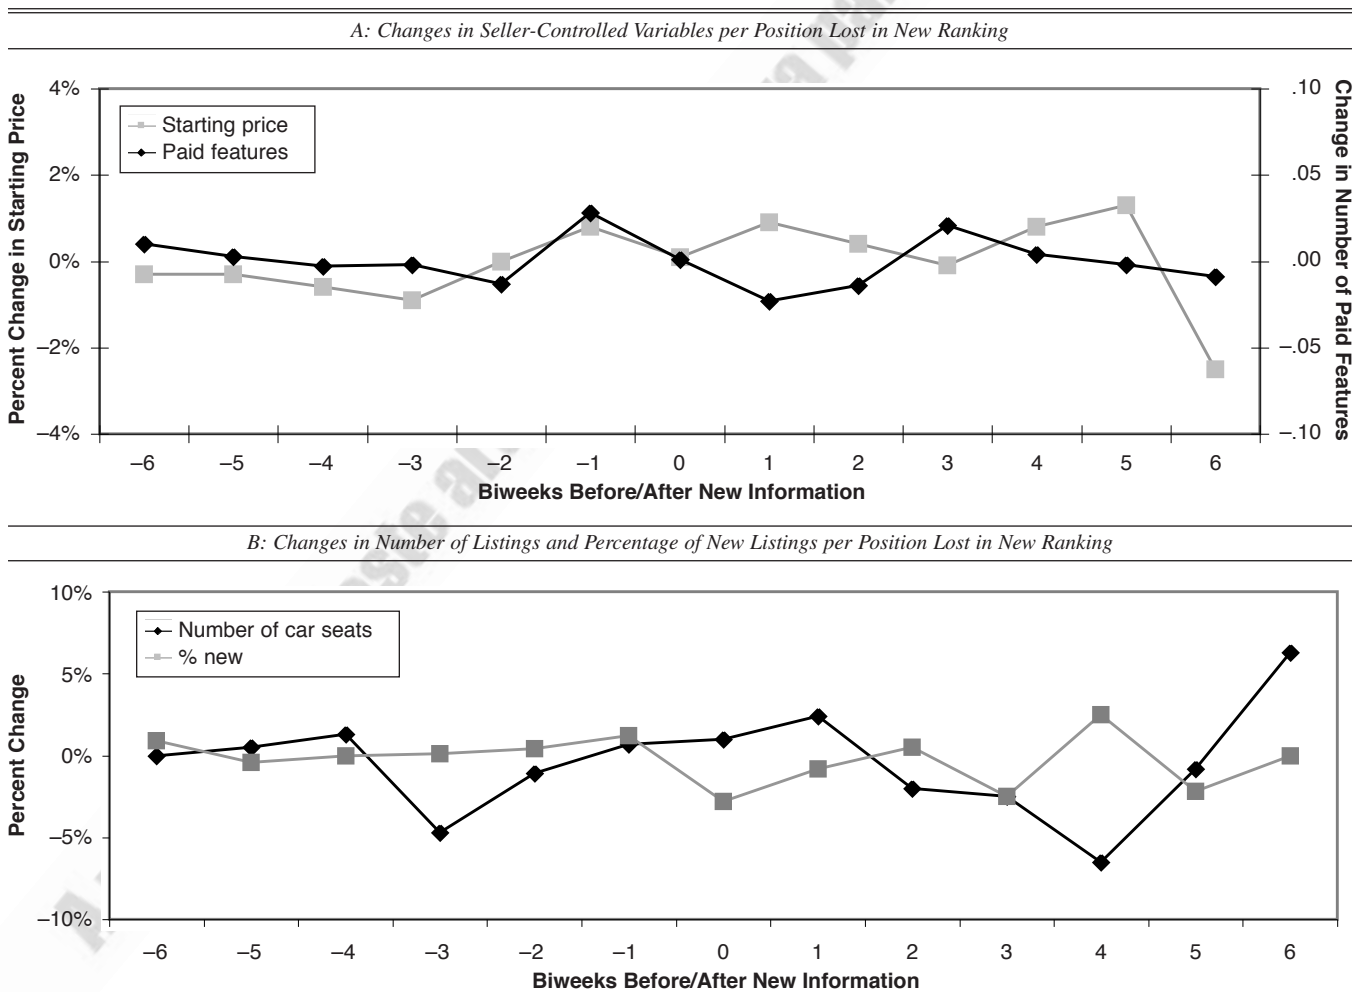 A: Changes in Seller-Controlled Variables per Position Lost in New Ranking
Percent Change in Starting Price
4%
2%
0%
–2%
–4%
Starting price
Paid features
.10
.05
.00
–.05
–.10
Change in Number of Paid Features
–6 –5 –4 –3 –2 –1 0 1 2 3 4 5 6
Biweeks Before/After New Information
B: Changes in Number of Listings and Percentage of New Listings per Position Lost in New Ranking
Percent Change
10%
5%
0%
–5%
–10%
Number of car seats
% new
–6 –5 –4 –3 –2 –1 0 1 2 3 4 5 6
Biweeks Before/After New Information